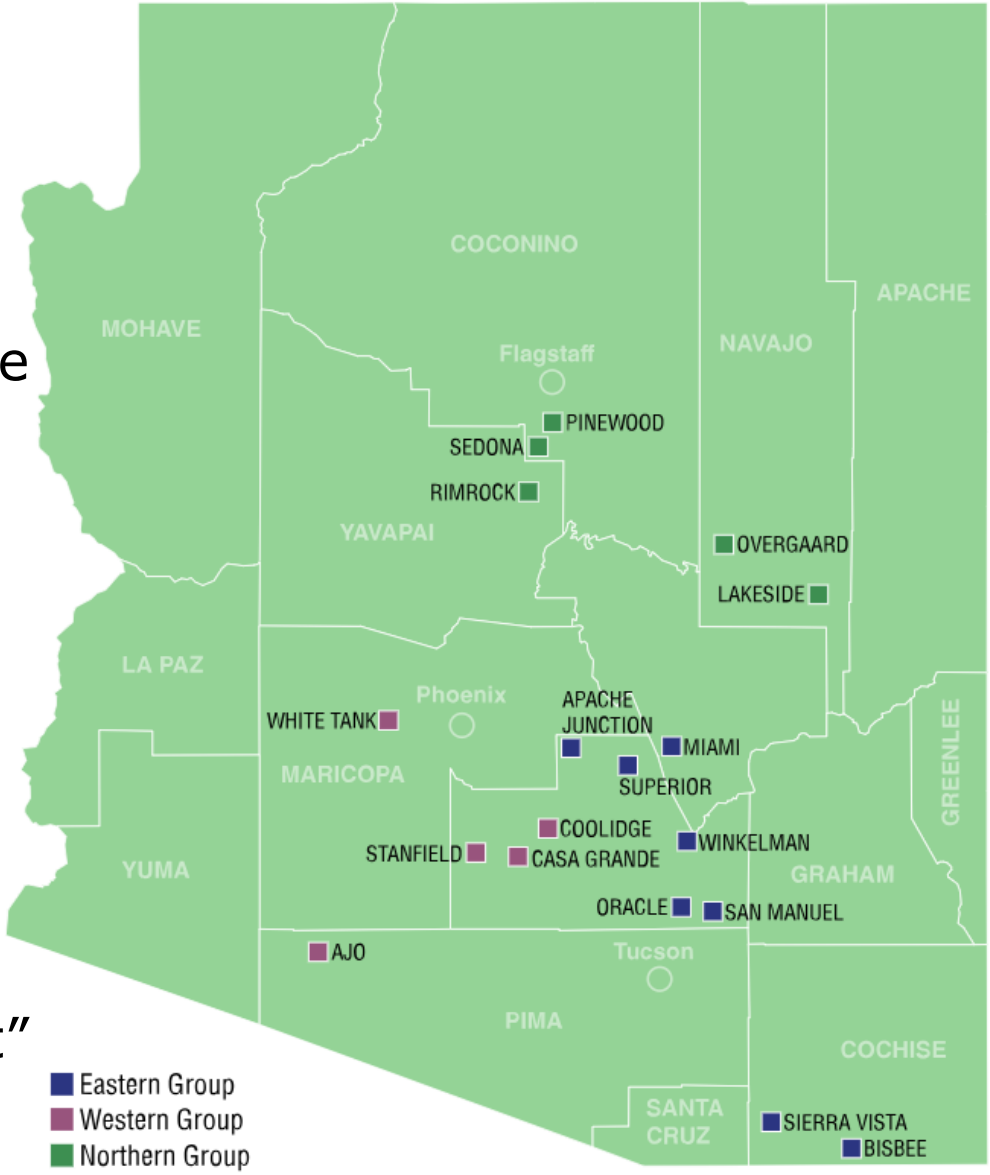 COCONINO
APACHE
MOHAVE
NAVAJO
Flagstaff
e
PINEWOOD
SEDONA
RIMROCK
YAVAPAI
OVERGAARD
LAKESIDE
LA PAZ
Phoenix
APACHE
JUNCTION
WHITE TANK
MIAMI
GREENLEE
MARICOPA
SUPERIOR
COOLIDGE
WINKELMAN
STANFIELD
CASA GRANDE
YUMA
GRAHAM
ORACLE
SAN MANUEL
AJO
Tucson
PIMA
t”
COCHISE
Eastern Group
Western Group
Northern Group
SANTA
CRUZ
SIERRA VISTA
BISBEE